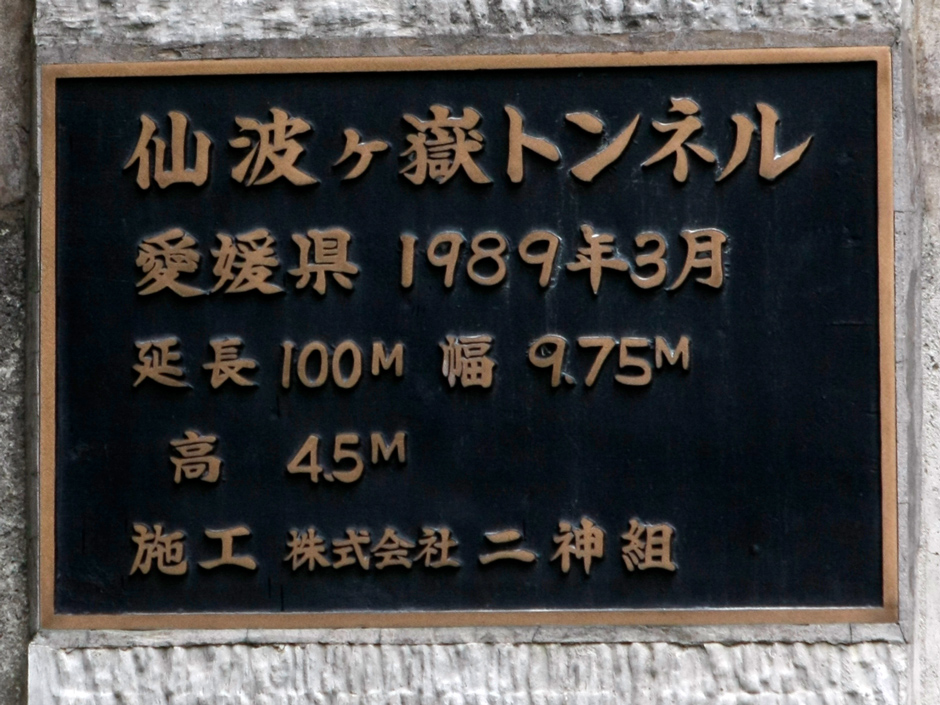 仙波ヶ嶽トンネル
愛媛県 1989年3月
延長 100M 幅 9.75M
高 4.5M
施工 株式会社 二神組